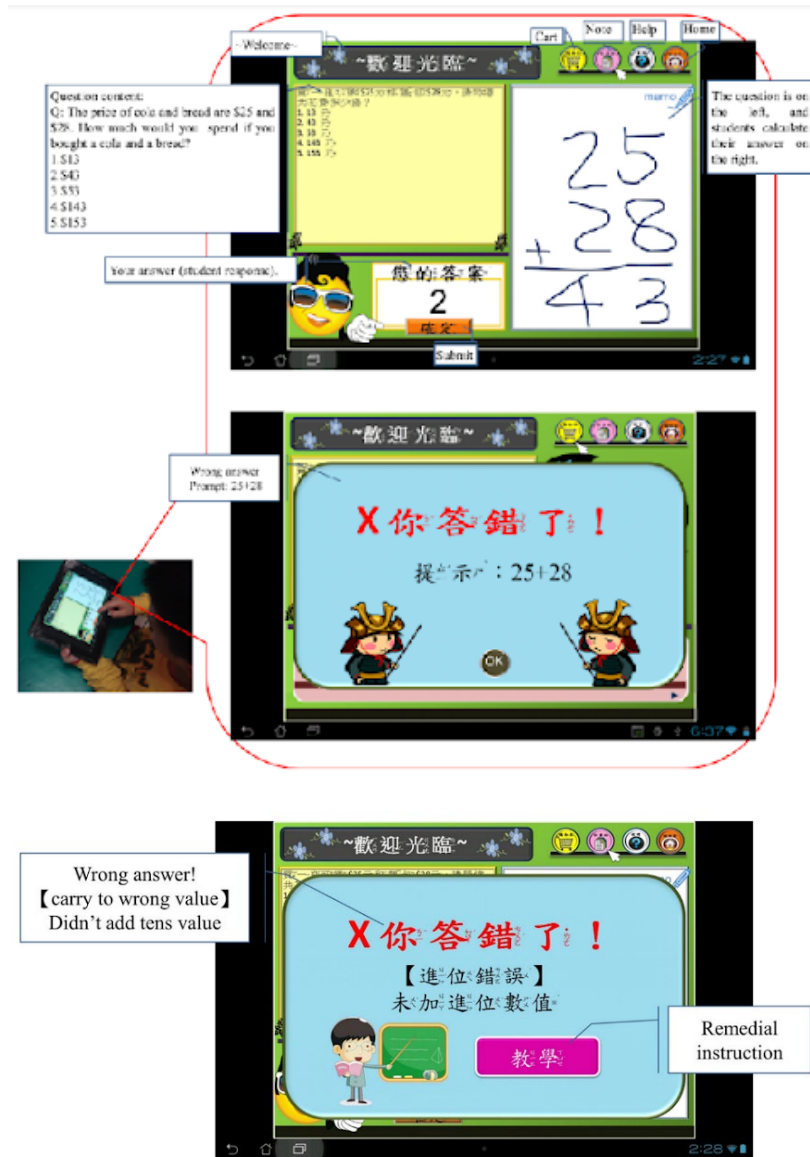 ~Welcome~
Cart
Note
Help
Home
~歡迎光臨~
Question content:
Q: The price of cola and bread are $25 and
$28. How much would you spend if you
bought a cola and a bread?
1.$13
2.$43
3.$53
4.$143
5.$153
memo
The question is on
the left, and
students calculate
their answer on
the right.
25
+ 28
43
Your answer (student response).
您的答案
2
確定
Submit
2:27
~歡迎光臨~
Wrong answer
Prompt: 25+28
X你答錯了！
提示：25+28
OK
6:37
~歡迎光臨~
Wrong answer!
【carry to wrong value】
Didn't add tens value
X你答錯了！
【進位錯誤】
未加進位數值
教學
Remedial
instruction
2:28